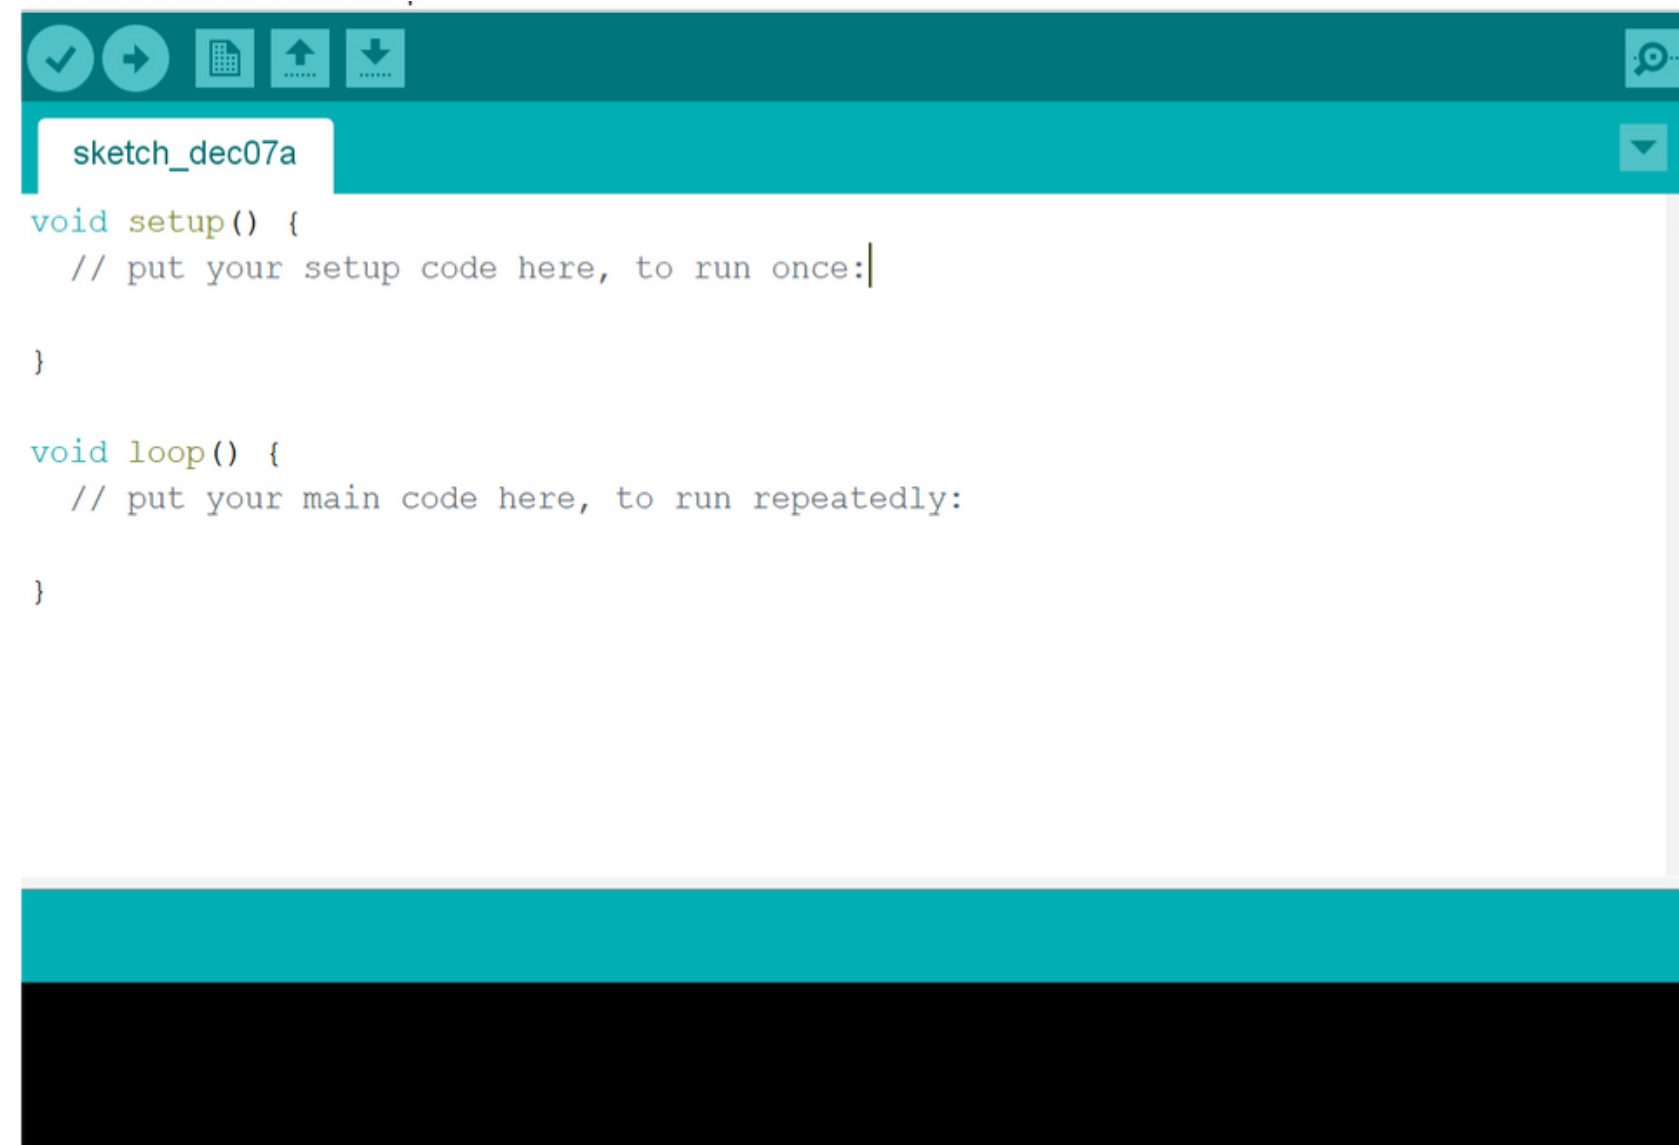 sketch_dec07a
void setup() {
  // put your setup code here, to run once:
}
void loop() {
  // put your main code here, to run repeatedly:
}